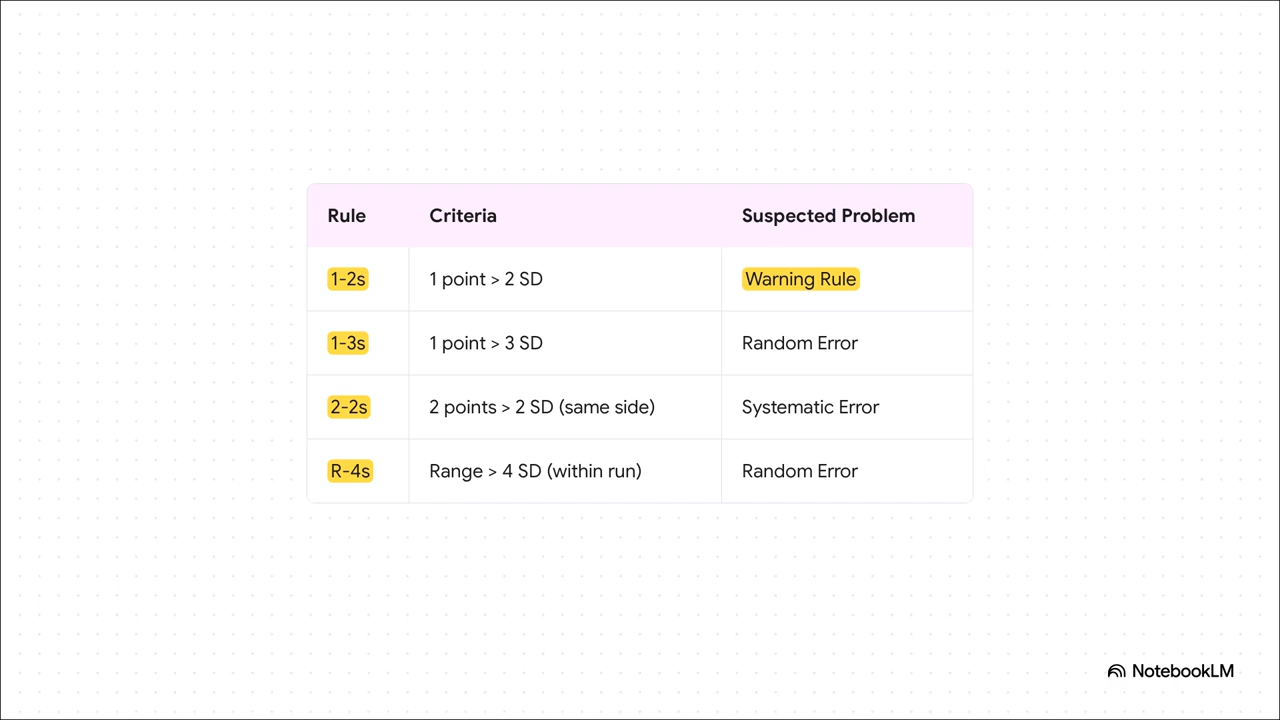 Rule Criteria Suspected Problem
1-2s 1 point > 2 SD Warning Rule
1-3s 1 point > 3 SD Random Error
2-2s 2 points > 2 SD (same side) Systematic Error
R-4s Range > 4 SD (within run) Random Error
NotebookLM